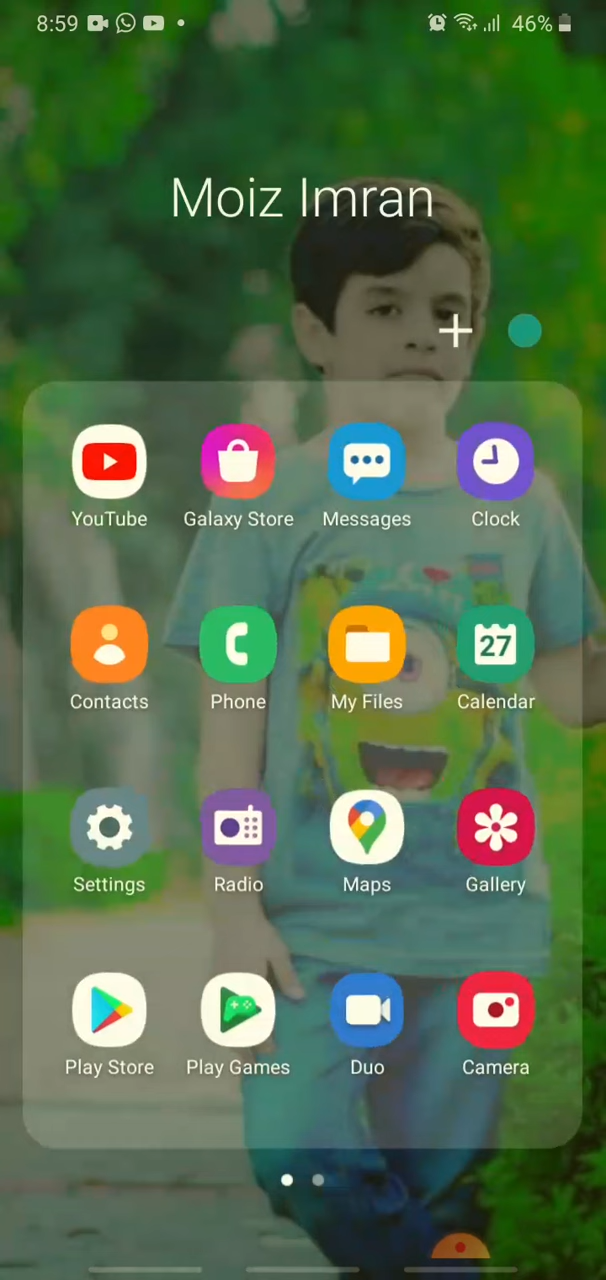 8:59 46%
Moiz Imran
YouTube Galaxy Store Messages Clock
27
Contacts Phone My Files Calendar
Settings Radio Maps Gallery
Play Store Play Games Duo Camera